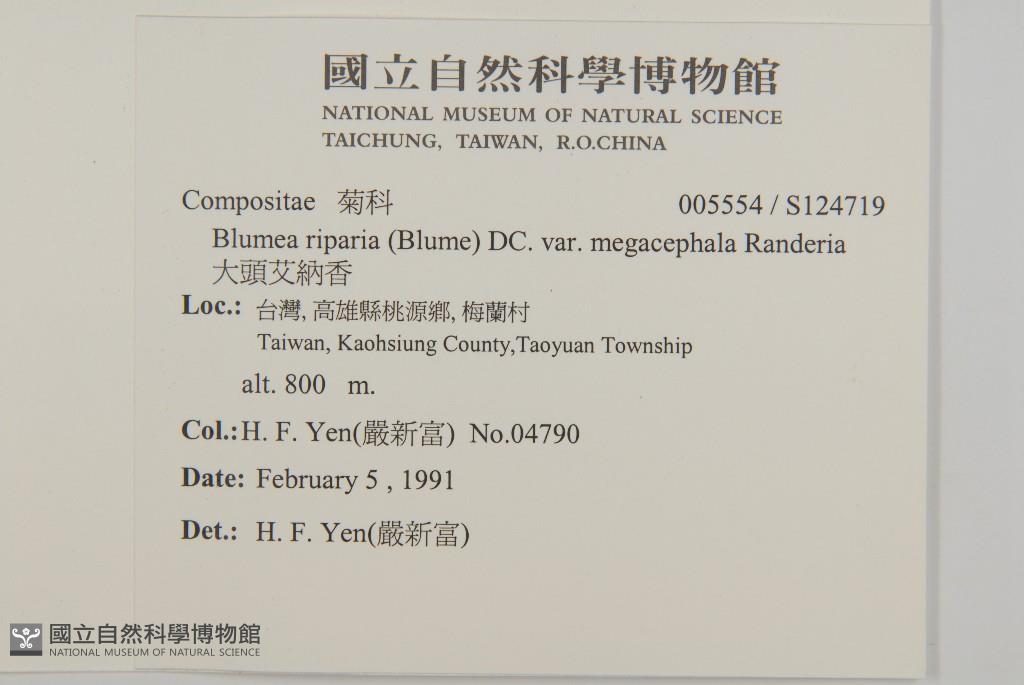 國立自然科學博物館
NATIONAL MUSEUM OF NATURAL SCIENCE
TAICHUNG, TAIWAN, R.O.CHINA
Compositae 菊科 005554 / S124719
Blumea riparia (Blume) DC. var. megacephala Randeria
大頭艾納香
Loc.: 台灣, 高雄縣桃源鄉, 梅蘭村
Taiwan, Kaohsiung County,Taoyuan Township
alt. 800 m.
Col.:H. F. Yen(嚴新富) No.04790
Date: February 5 , 1991
Det.: H. F. Yen(嚴新富)
國立自然科學博物館
NATIONAL MUSEUM OF NATURAL SCIENCE